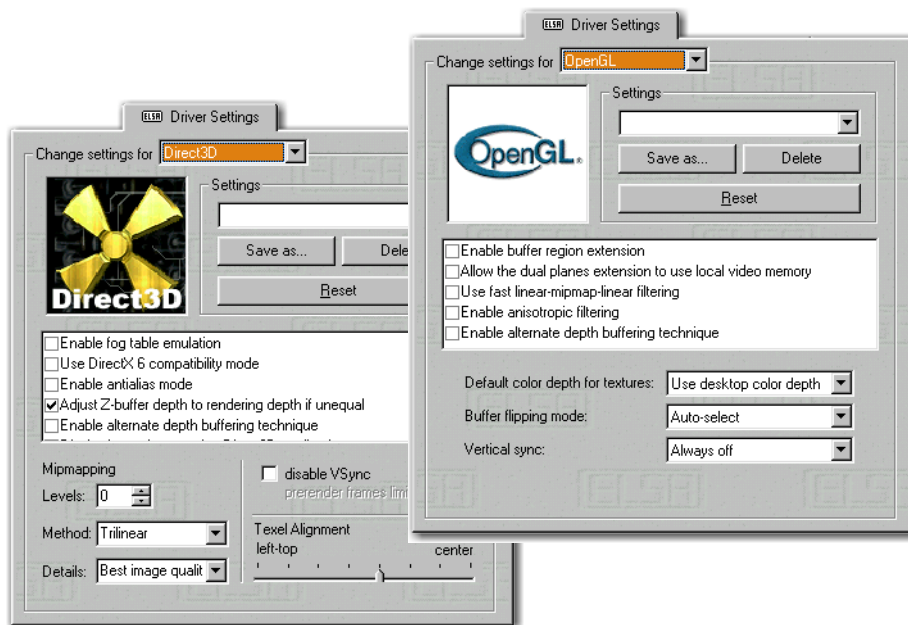 ELSA Driver Settings
Change settings for Direct3D
Direct3D
Settings
Save as...
Dele
Reset
Enable fog table emulation
Use DirectX 6 compatibility mode
Enable antialias mode
Adjust Z-buffer depth to rendering depth if unequal
Enable alternate depth buffering technique
Mipmapping
Levels: 0
Method: Trilinear
Details: Best image qualit
disable VSync
prerender frames limi
Texel Alignment
left-top center
ELSA Driver Settings
Change settings for OpenGL
OpenGL®
Settings
Save as... Delete
Reset
Enable buffer region extension
Allow the dual planes extension to use local video memory
Use fast linear-mipmap-linear filtering
Enable anisotropic filtering
Enable alternate depth buffering technique
Default color depth for textures: Use desktop color depth
Buffer flipping mode: Auto-select
Vertical sync: Always off